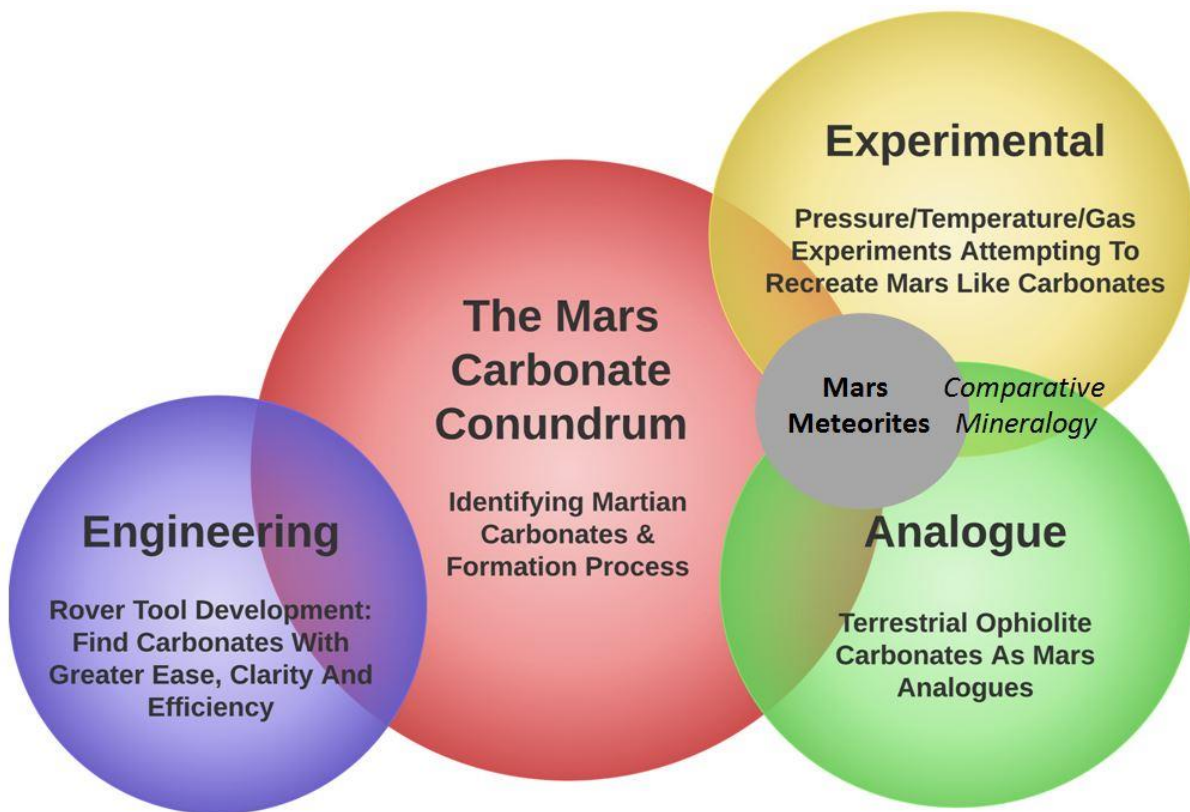 Experimental
Pressure/Temperature/Gas
Experiments Attempting To
Recreate Mars Like Carbonates
The Mars
Carbonate
Conundrum
Identifying Martian
Carbonates &
Formation Process
Mars
Meteorites
Comparative
Mineralogy
Engineering
Rover Tool Development:
Find Carbonates With
Greater Ease, Clarity And
Efficiency
Analogue
Terrestrial Ophiolite
Carbonates As Mars
Analogues